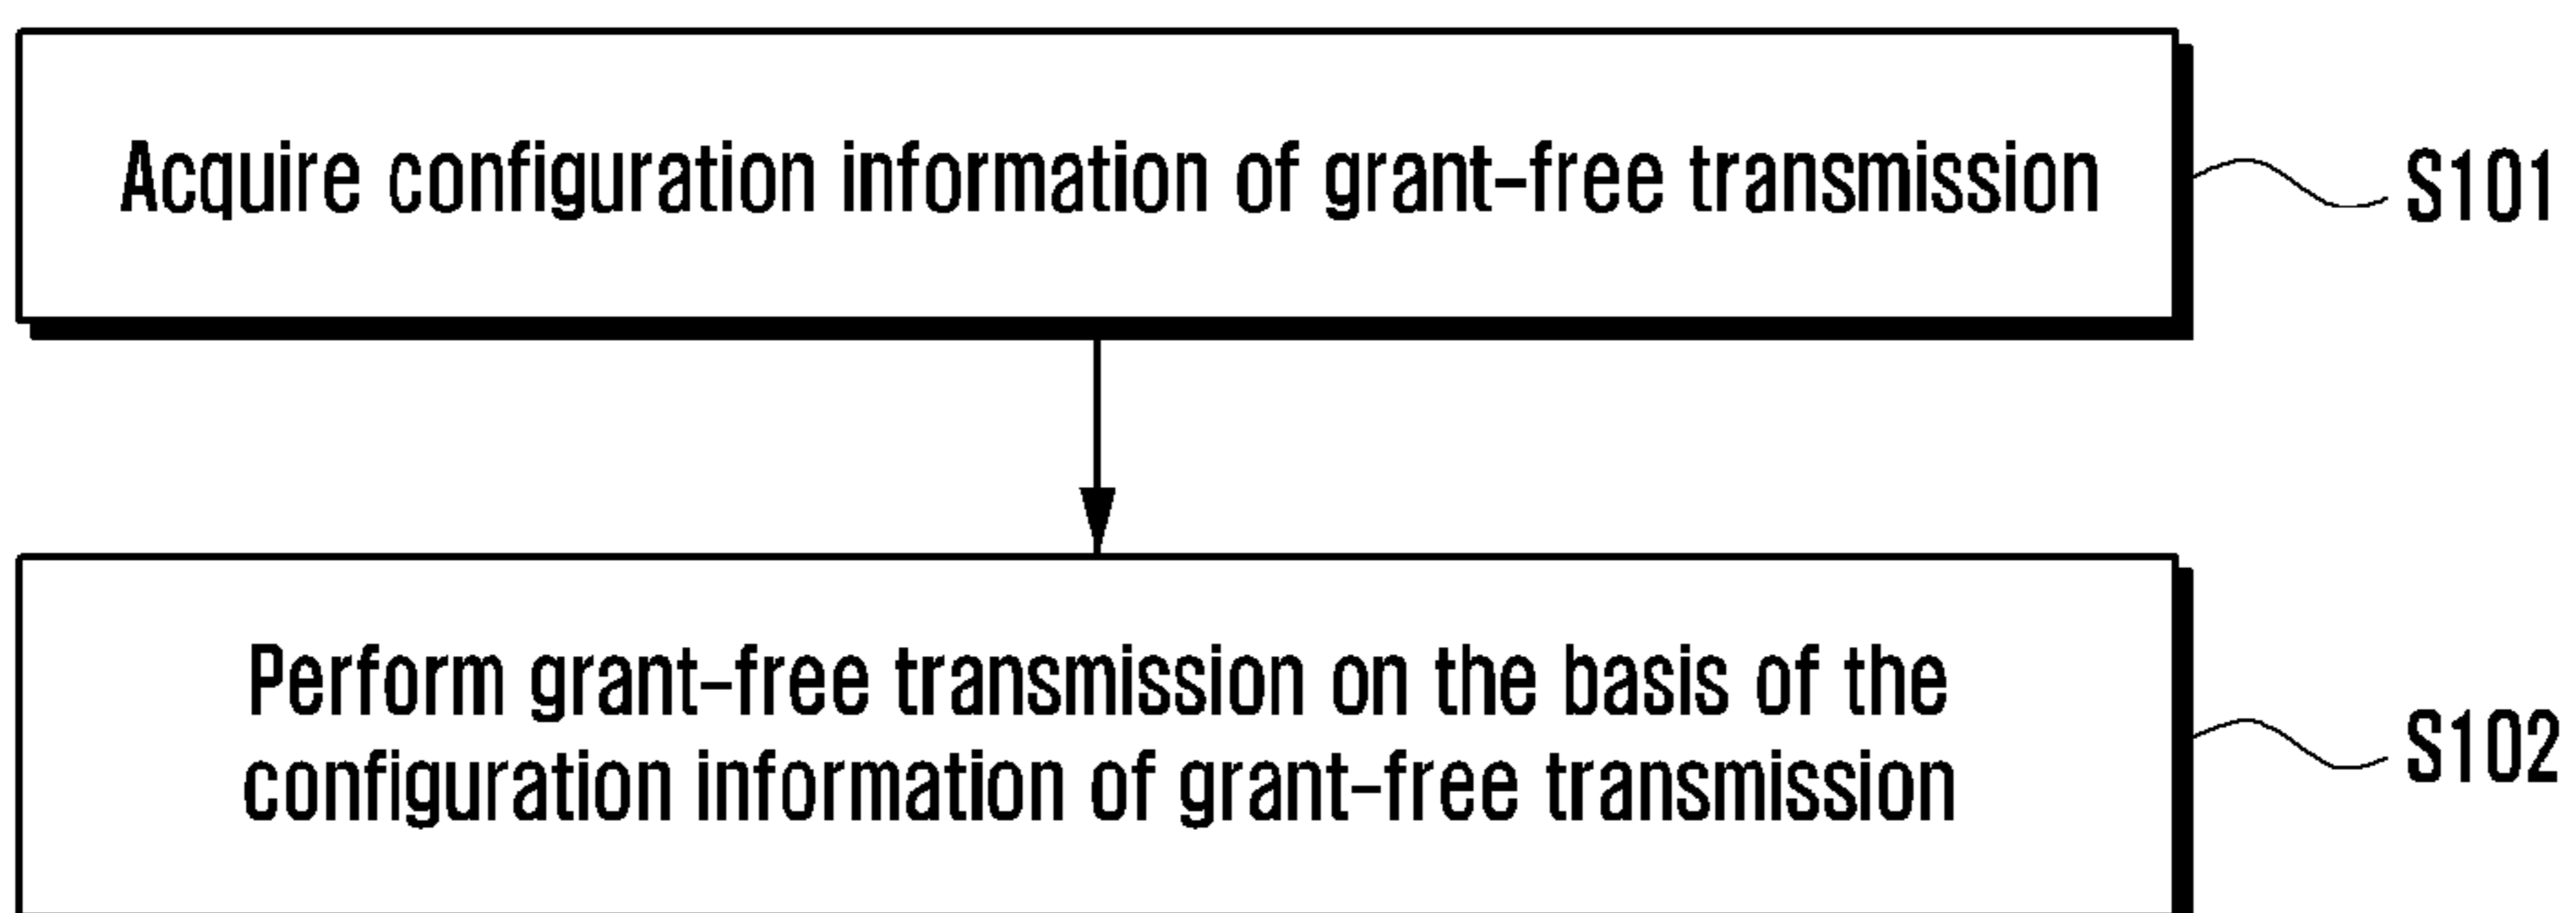 Acquire configuration information of grant-free transmission
S101
Perform grant-free transmission on the basis of the
configuration information of grant-free transmission
S102